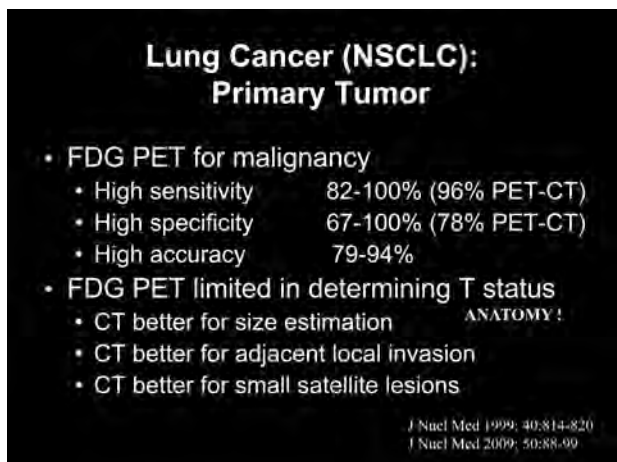 Lung Cancer (NSCLC):
Primary Tumor
• FDG PET for malignancy
• High sensitivity 82-100% (96% PET-CT)
• High specificity 67-100% (78% PET-CT)
• High accuracy 79-94%
• FDG PET limited in determining T status
• CT better for size estimation ANATOMY !
• CT better for adjacent local invasion
• CT better for small satellite lesions
J Nucl Med 1999; 40:814-820
J Nucl Med 2009; 50:88-99